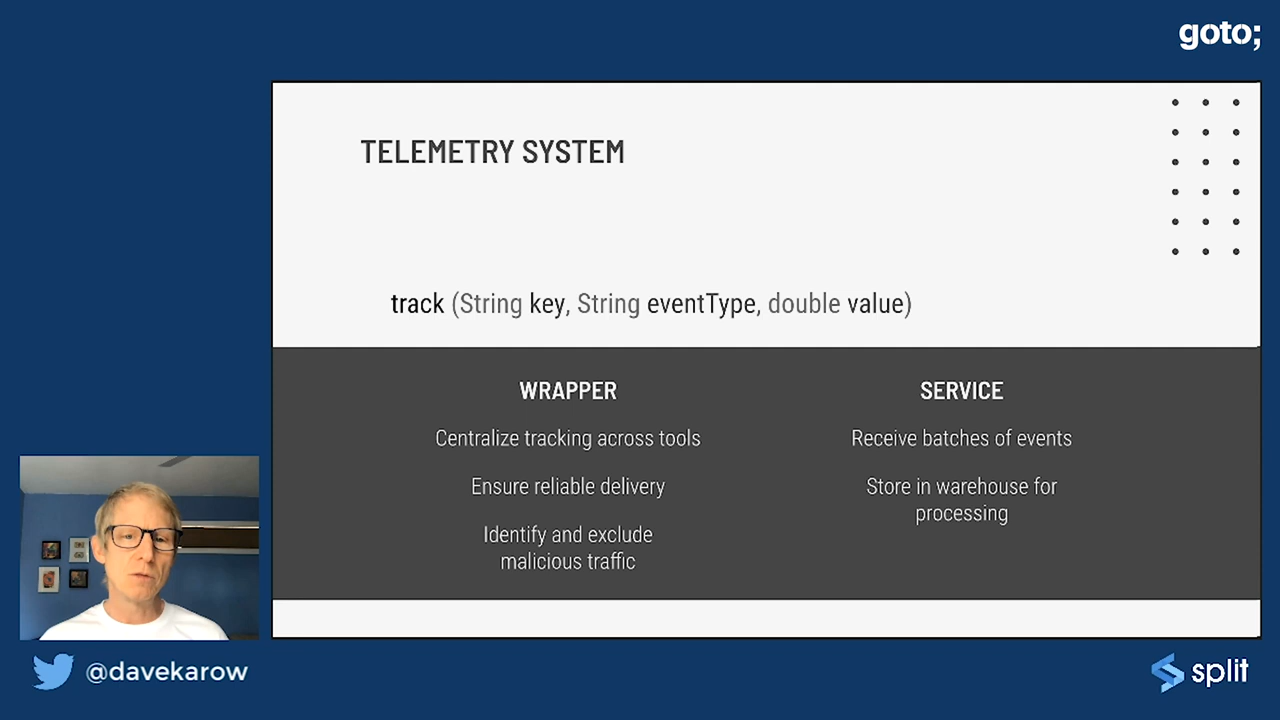 goto;
TELEMETRY SYSTEM
track (String key, String eventType, double value)
WRAPPER
Centralize tracking across tools
Ensure reliable delivery
Identify and exclude
malicious traffic
SERVICE
Receive batches of events
Store in warehouse for
processing
@davekarow
split